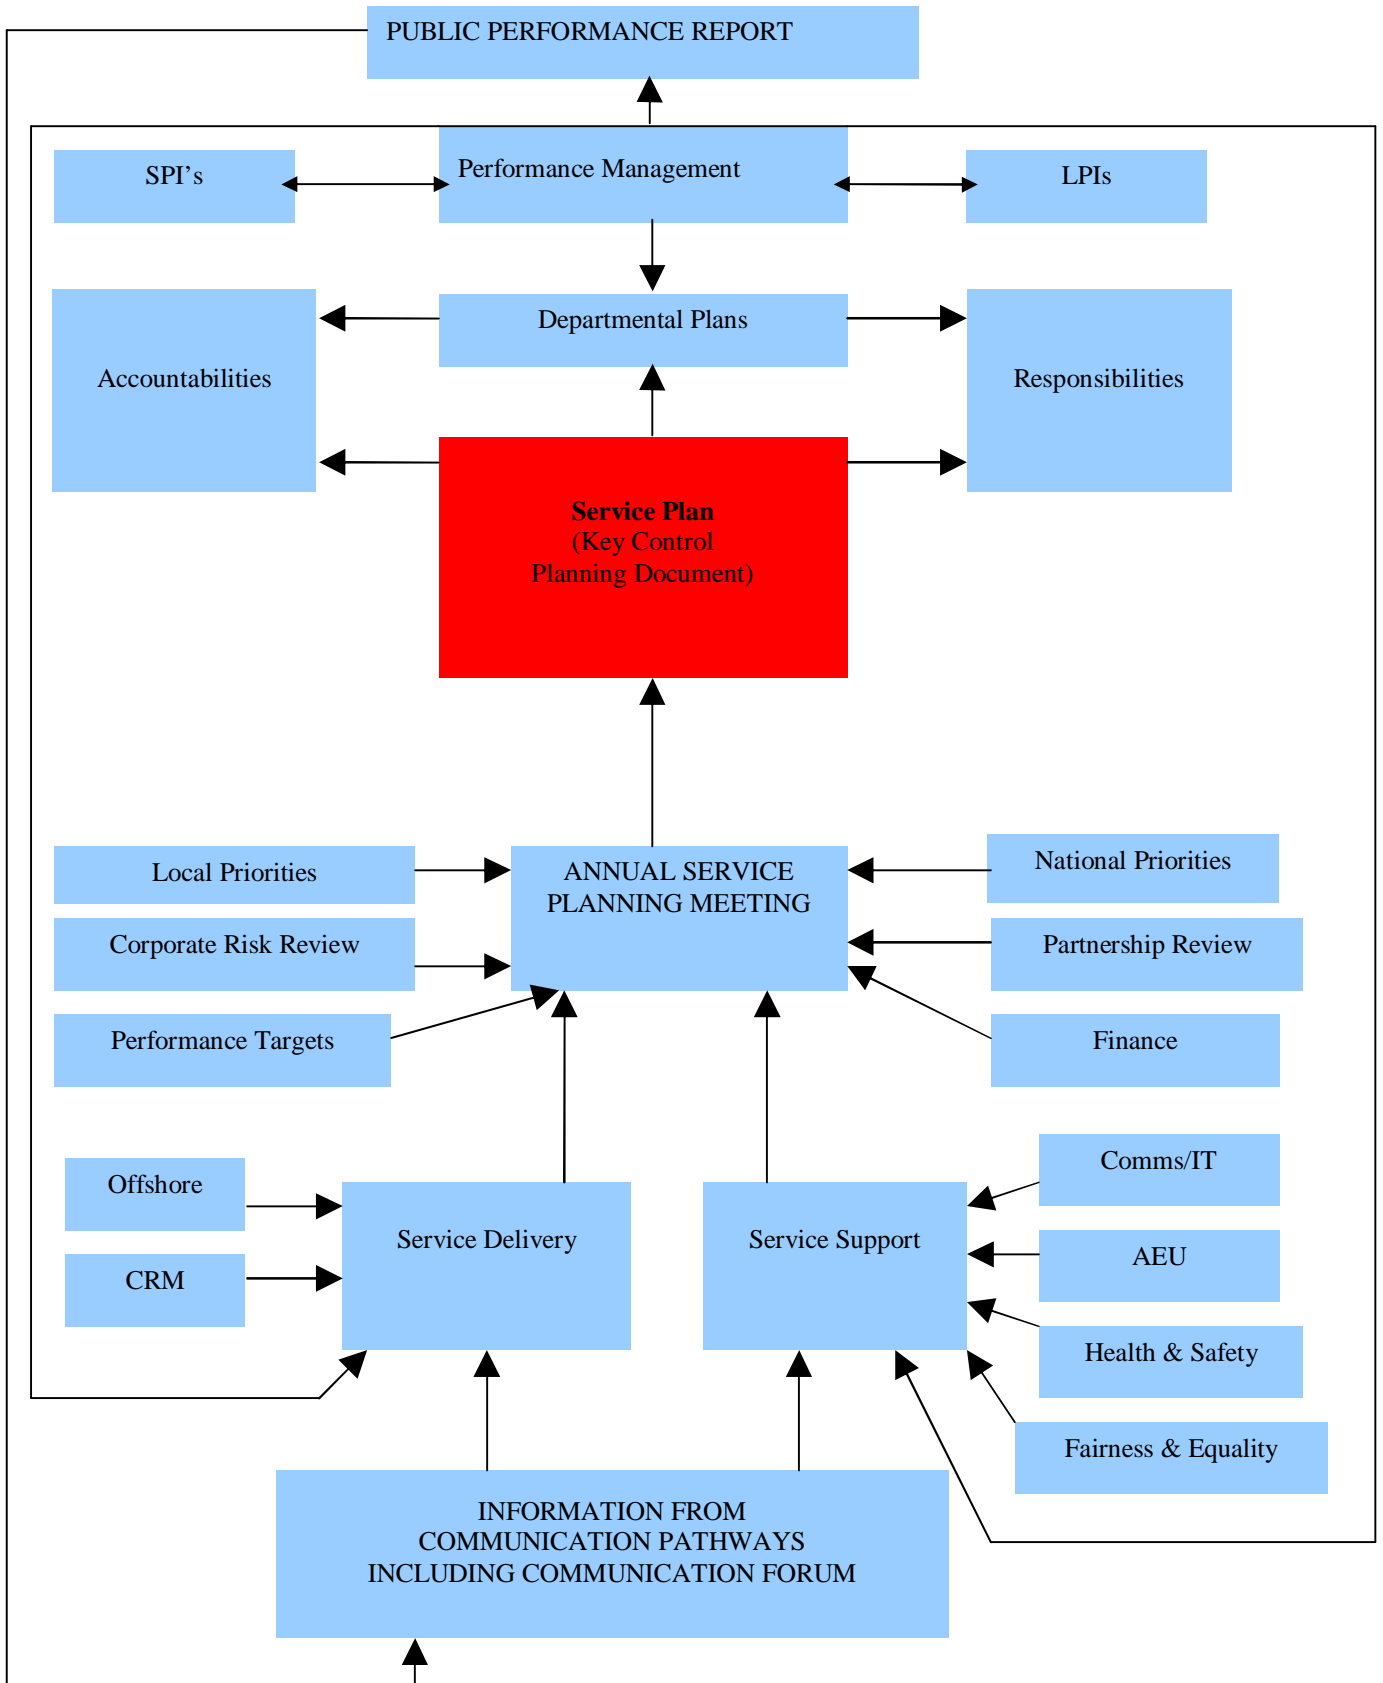 PUBLIC PERFORMANCE REPORT
SPI's
Performance Management
LPIs
Departmental Plans
Accountabilities
Responsibilities
Service Plan
(Key Control
Planning Document)
Local Priorities
ANNUAL SERVICE
PLANNING MEETING
National Priorities
Corporate Risk Review
Partnership Review
Performance Targets
Finance
Offshore
Comms/IT
Service Delivery
Service Support
CRM
AEU
Health & Safety
Fairness & Equality
INFORMATION FROM
COMMUNICATION PATHWAYS
INCLUDING COMMUNICATION FORUM